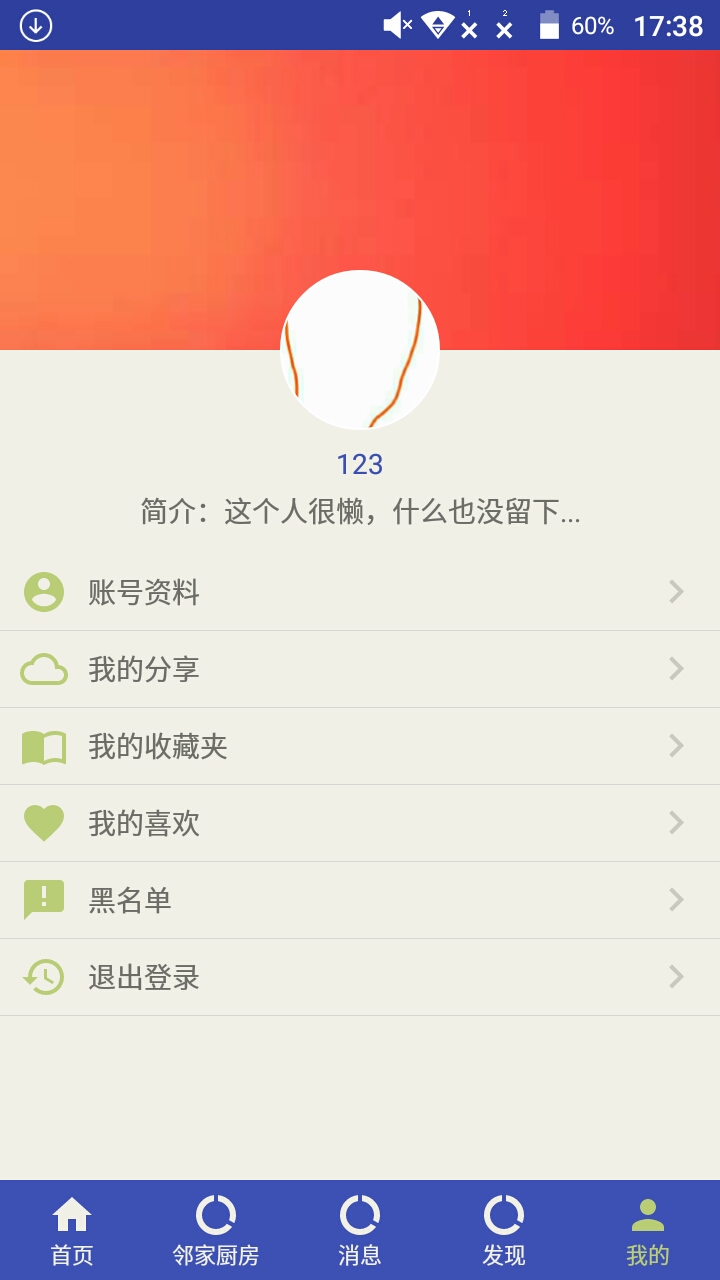 1 2 60% 17:38
123
简介：这个人很懒，什么也没留下...
账号资料
我的分享
我的收藏夹
我的喜欢
黑名单
退出登录
首页 邻家厨房 消息 发现 我的